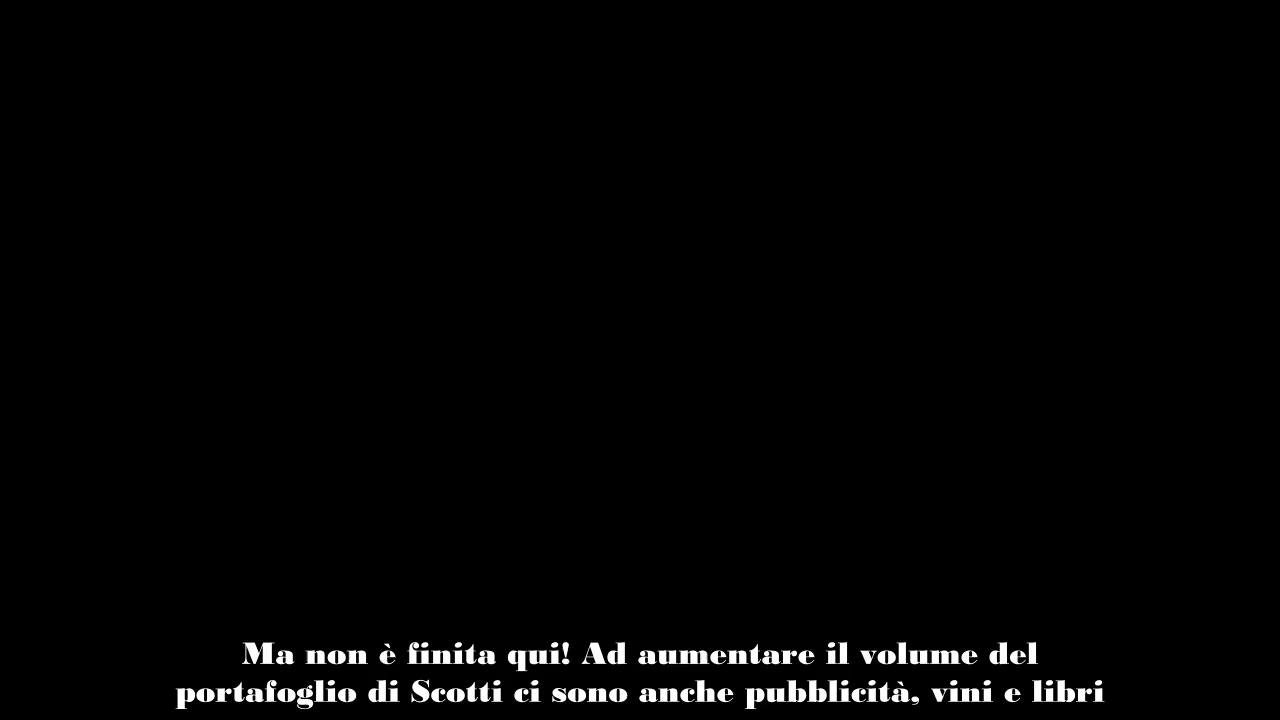 Ma non è finita qui! Ad aumentare il volume del
portafoglio di Scotti ci sono anche pubblicità, vini e libri